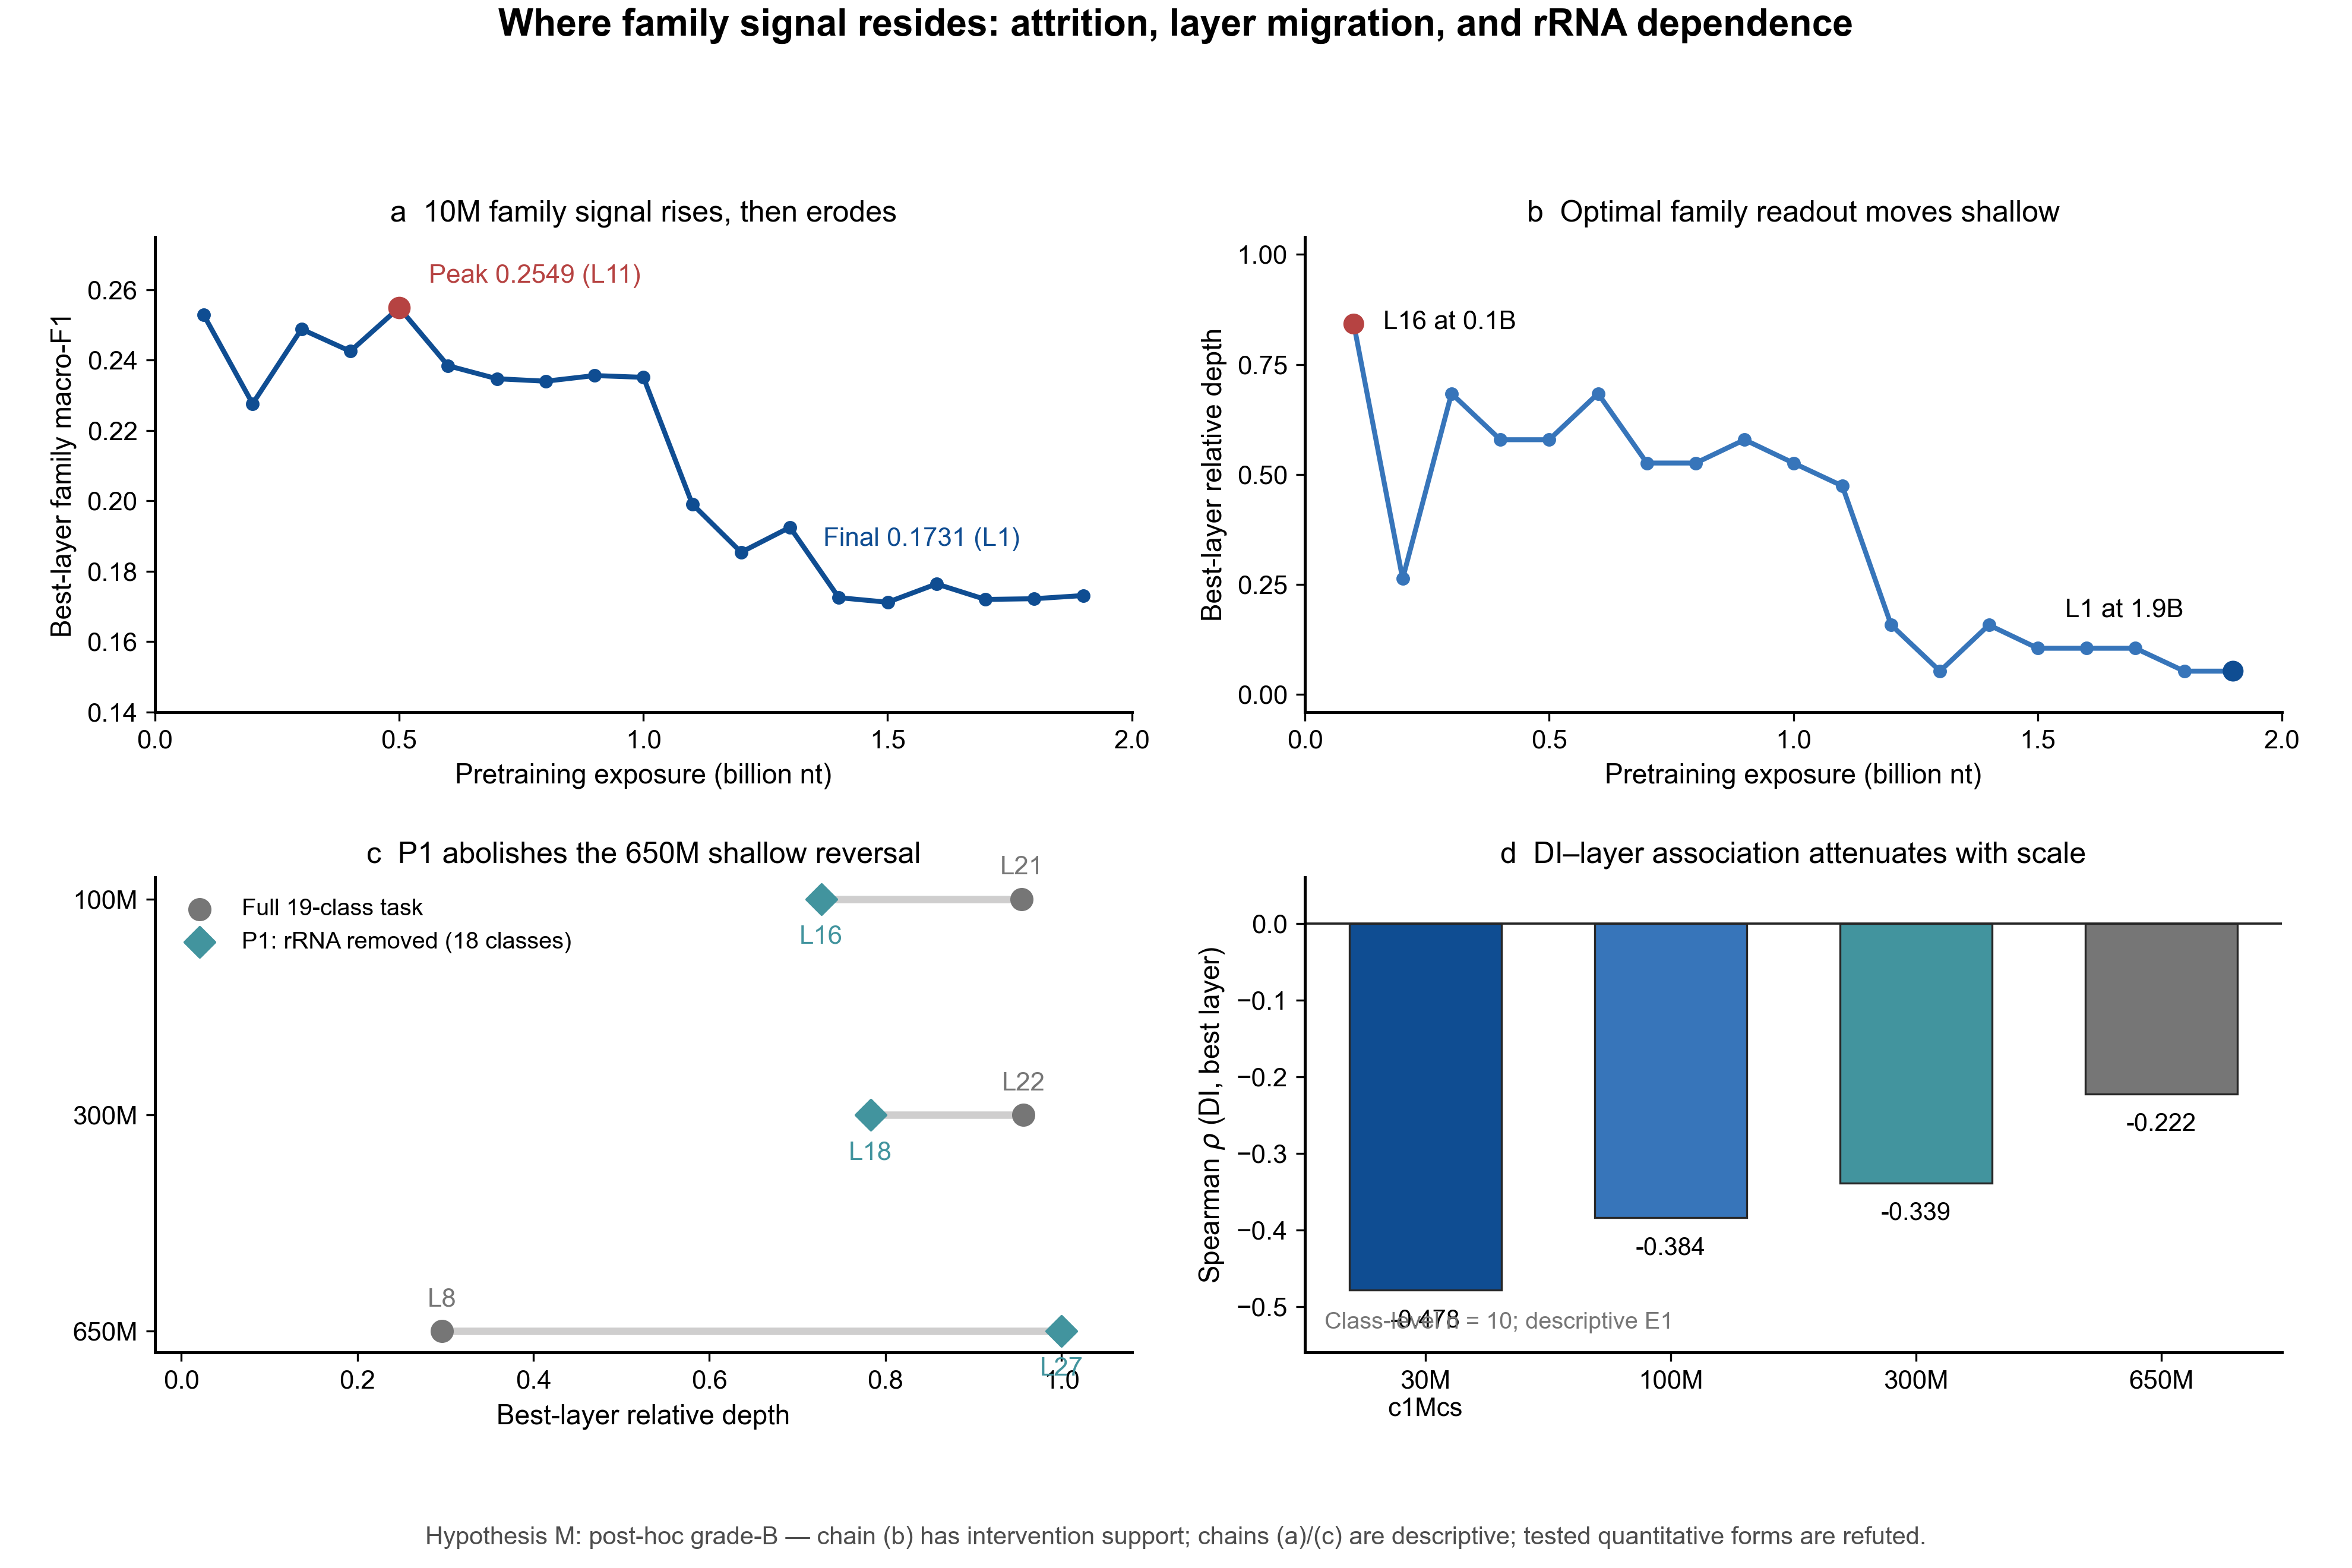 Where family signal resides: attrition, layer migration, and rRNA dependence
a  10M family signal rises, then erodes
Best-layer family macro-F1
0.26
0.24
0.22
0.20
0.18
0.16
0.14
Peak 0.2549 (L11)
Final 0.1731 (L1)
0.0
0.5
1.0
1.5
2.0
Pretraining exposure (billion nt)
b  Optimal family readout moves shallow
Best-layer relative depth
1.00
0.75
0.50
0.25
0.00
L16 at 0.1B
L1 at 1.9B
0.0
0.5
1.0
1.5
2.0
Pretraining exposure (billion nt)
c  P1 abolishes the 650M shallow reversal
Full 19-class task
P1: rRNA removed (18 classes)
100M
300M
650M
L21
L16
L22
L18
L8
L27
0.0
0.2
0.4
0.6
0.8
1.0
Best-layer relative depth
d  DI–layer association attenuates with scale
Spearman ρ (DI, best layer)
0.0
−0.1
−0.2
−0.3
−0.4
−0.5
-0.478
-0.384
-0.339
-0.222
Class-level n = 10; descriptive E1
30M
c1Mcs
100M
300M
650M
Hypothesis M: post-hoc grade-B — chain (b) has intervention support; chains (a)/(c) are descriptive; tested quantitative forms are refuted.